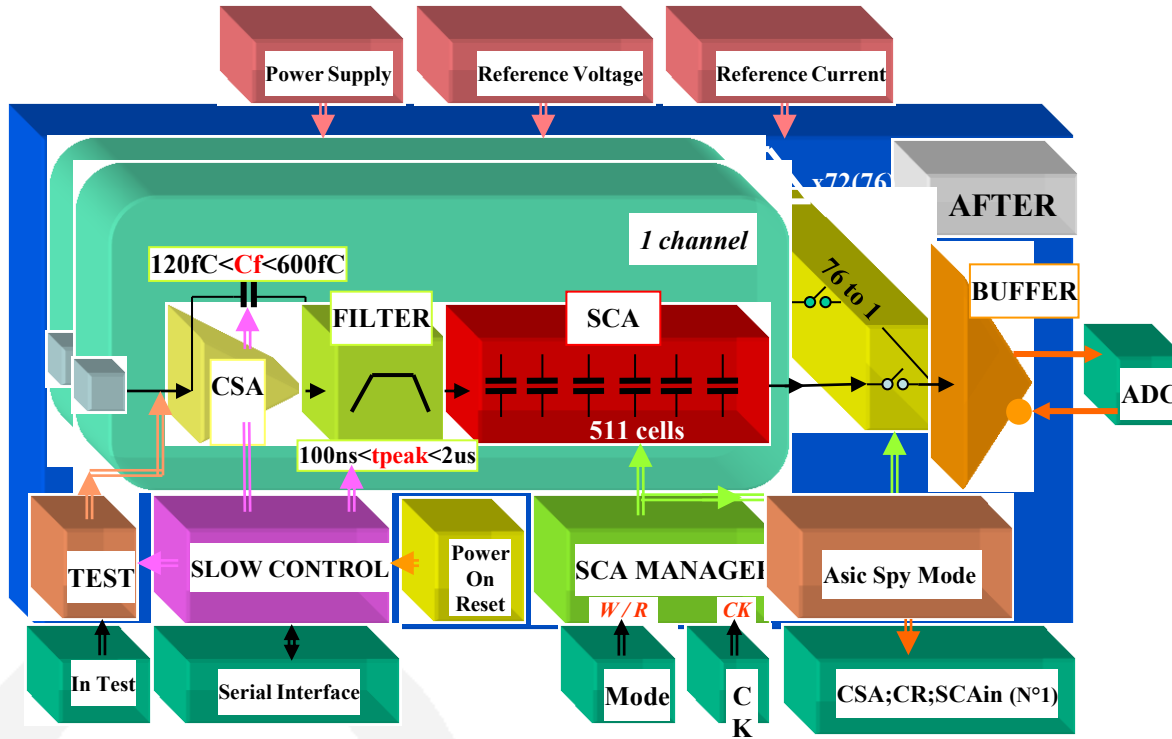 Power Supply
Reference Voltage
Reference Current
x72(76)
AFTER
1 channel
120fC<Cf<600fC
76 to 1
BUFFER
FILTER
SCA
CSA
ADC
511 cells
100ns<tpeak<2us
TEST
SLOW CONTROL
Power
On
Reset
SCA MANAGER
Asic Spy Mode
W / R
CK
In Test
Serial Interface
Mode
C
K
CSA;CR;SCAin (N°1)